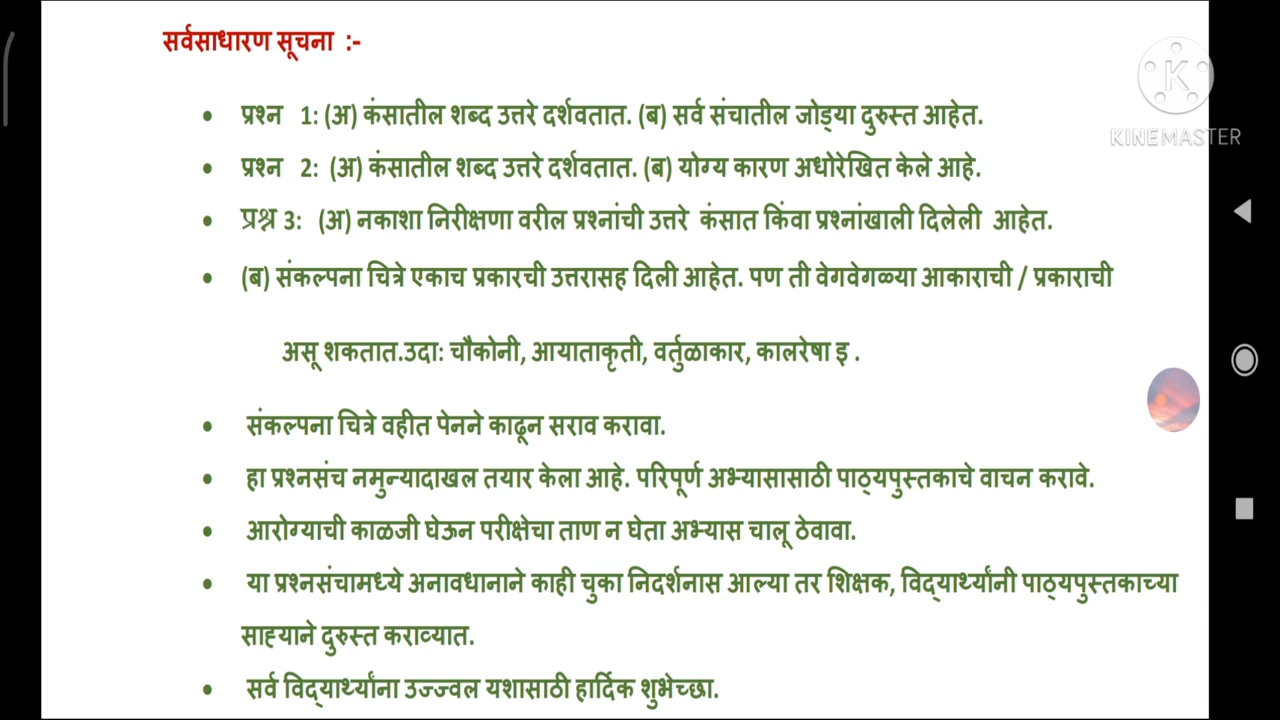 सर्वसाधारण सूचना :-
• प्रश्न 1: (अ) कंसातील शब्द उत्तरे दर्शवतात. (ब) सर्व संचातील जोड्या दुरुस्त आहेत.
• प्रश्न 2: (अ) कंसातील शब्द उत्तरे दर्शवतात. (ब) योग्य कारण अधोरेखित केले आहे.
• प्रश्न 3: (अ) नकाशा निरीक्षणा वरील प्रश्नांची उत्तरे कंसात किंवा प्रश्नांखाली दिलेली आहेत.
• (ब) संकल्पना चित्रे एकाच प्रकारची उत्तरासह दिली आहेत. पण ती वेगवेगळ्या आकाराची / प्रकाराची
असू शकतात.उदा: चौकोनी, आयाताकृती, वर्तुळाकार, कालरेषा इ .
• संकल्पना चित्रे वहीत पेनने काढून सराव करावा.
• हा प्रश्नसंच नमुन्यादाखल तयार केला आहे. परिपूर्ण अभ्यासासाठी पाठ्यपुस्तकाचे वाचन करावे.
• आरोग्याची काळजी घेऊन परीक्षेचा ताण न घेता अभ्यास चालू ठेवावा.
• या प्रश्नसंचामध्ये अनावधानाने काही चुका निदर्शनास आल्या तर शिक्षक, विद्यार्थ्यांनी पाठ्यपुस्तकाच्या
साह्याने दुरुस्त कराव्यात.
• सर्व विद्यार्थ्यांना उज्ज्वल यशासाठी हार्दिक शुभेच्छा.
K
KINEMASTER